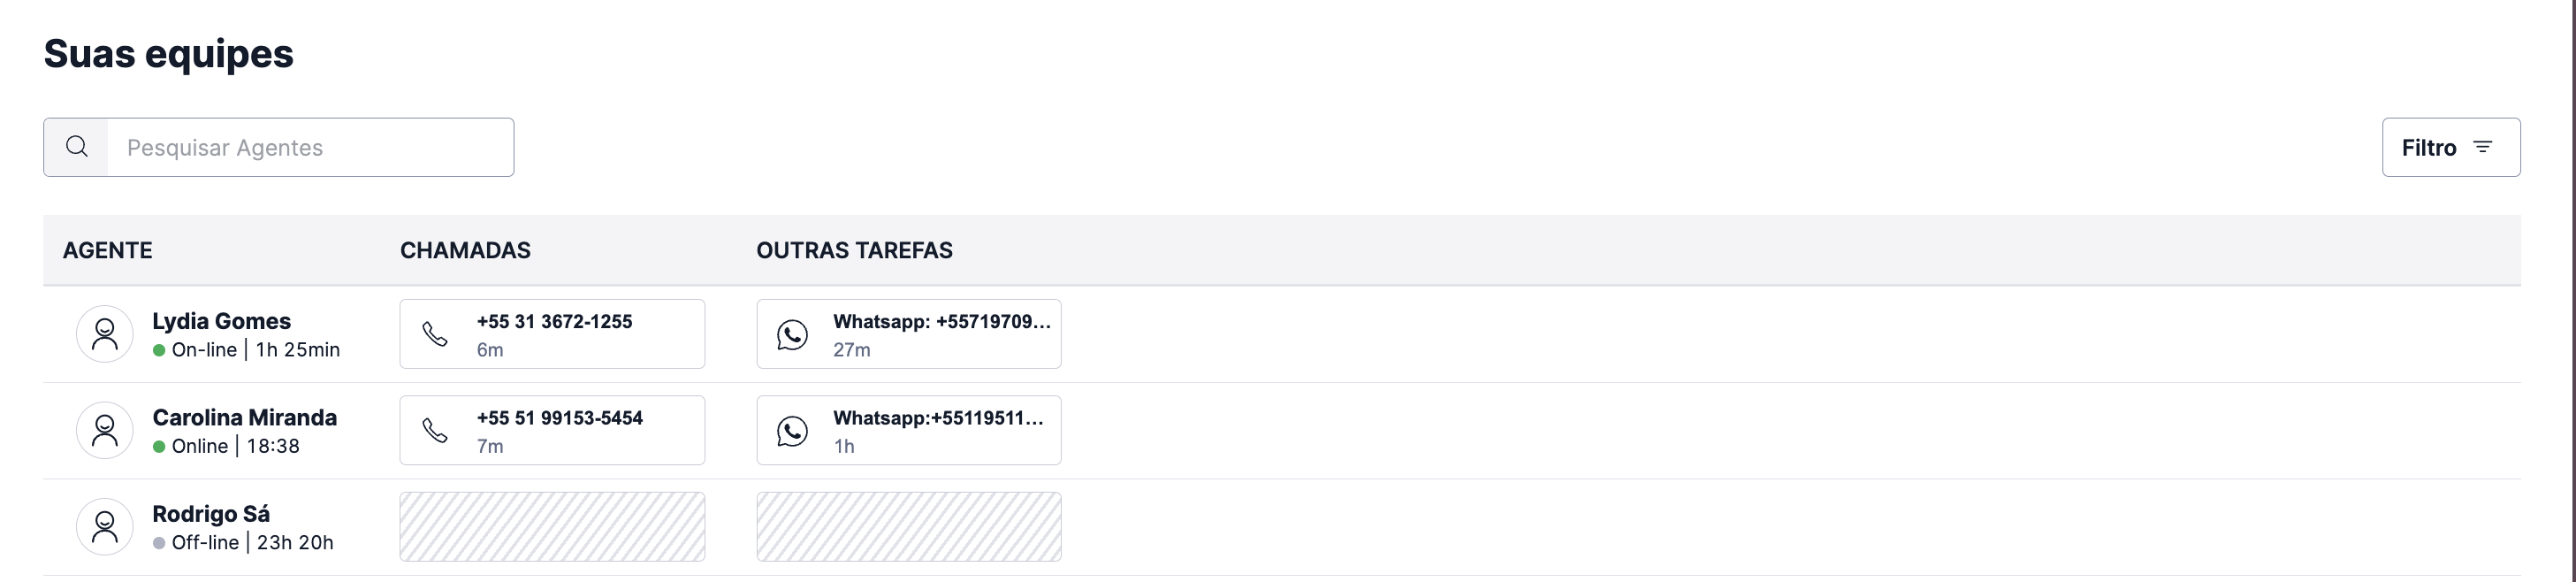 Suas equipes
Pesquisar Agentes
Filtro
AGENTE CHAMADAS OUTRAS TAREFAS
Lydia Gomes
On-line | 1h 25min
+55 31 3672-1255
6m
Whatsapp: +55719709...
27m
Carolina Miranda
Online | 18:38
+55 51 99153-5454
7m
Whatsapp:+55119511...
1h
Rodrigo Sá
Off-line | 23h 20h